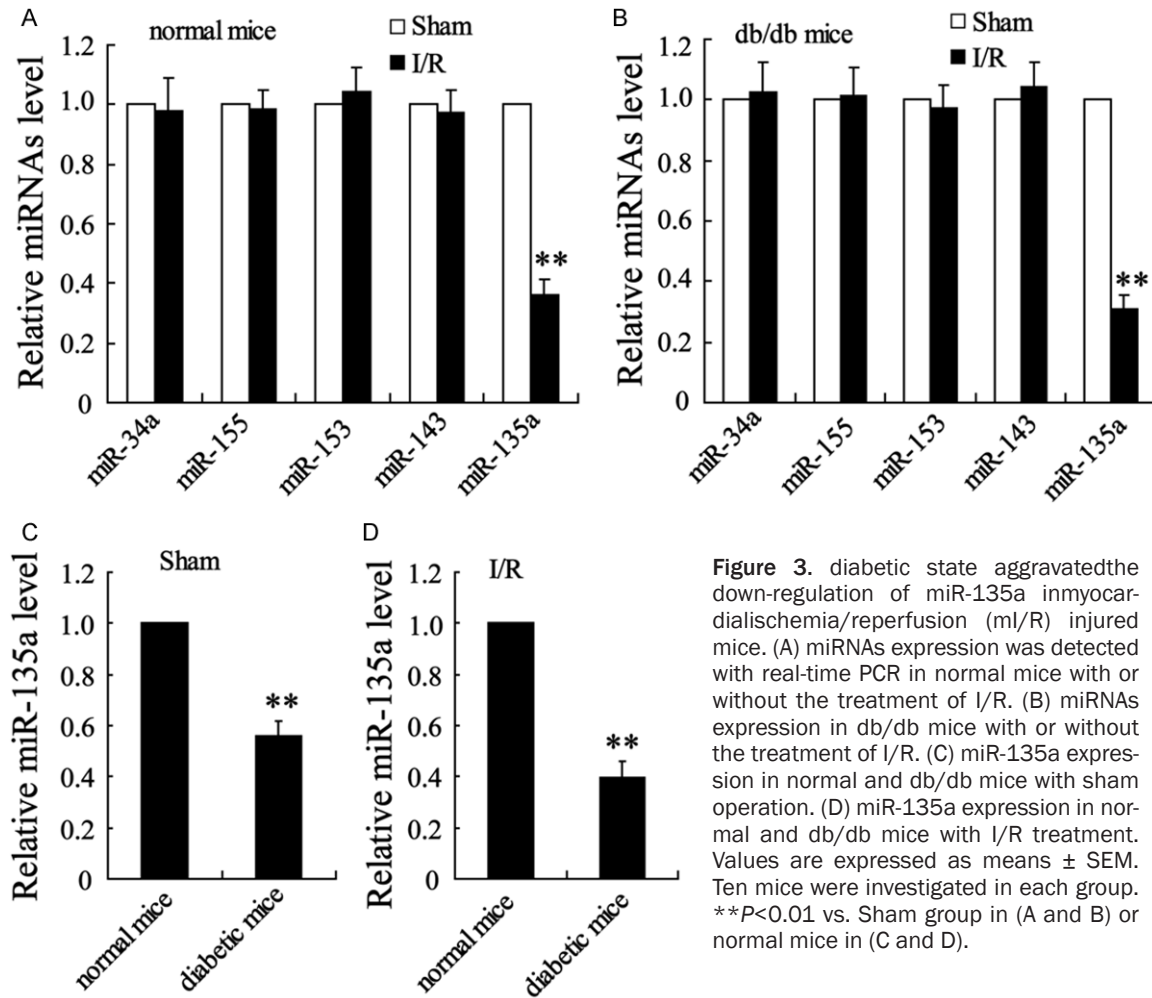 A
normal mice
Sham
I/R
Relative miRNAs level
1.2
1.0
0.8
0.6
0.4
0.2
0
**
miR-34a
miR-155
miR-153
miR-143
miR-135a
B
db/db mice
Sham
I/R
Relative miRNAs level
1.2
1.0
0.8
0.6
0.4
0.2
0
**
miR-34a
miR-155
miR-153
miR-143
miR-135a
C
Sham
Relative miR-135a level
1.2
1.0
0.8
0.6
0.4
0.2
0
**
normal mice
diabetic mice
D
I/R
Relative miR-135a level
1.2
1.0
0.8
0.6
0.4
0.2
0
**
normal mice
diabetic mice
Figure 3. diabetic state aggravatedthe
down-regulation of miR-135a inmyocar-
dialischemia/reperfusion (mI/R) injured
mice. (A) miRNAs expression was detected
with real-time PCR in normal mice with or
without the treatment of I/R. (B) miRNAs
expression in db/db mice with or without
the treatment of I/R. (C) miR-135a expres-
sion in normal and db/db mice with sham
operation. (D) miR-135a expression in nor-
mal and db/db mice with I/R treatment.
Values are expressed as means ± SEM.
Ten mice were investigated in each group.
**P<0.01 vs. Sham group in (A and B) or
normal mice in (C and D).